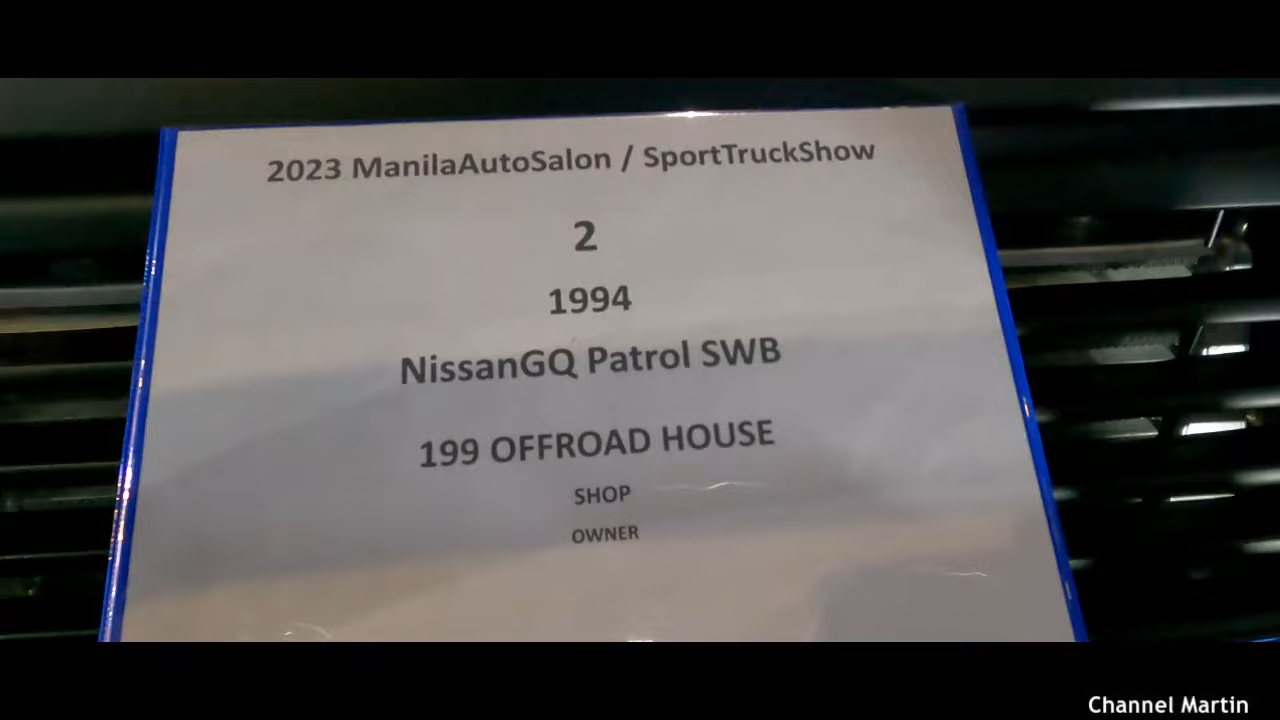 2023 ManilaAutoSalon / SportTruckShow
2
1994
NissanGQ Patrol SWB
199 OFFROAD HOUSE
SHOP
OWNER
Channel Martin